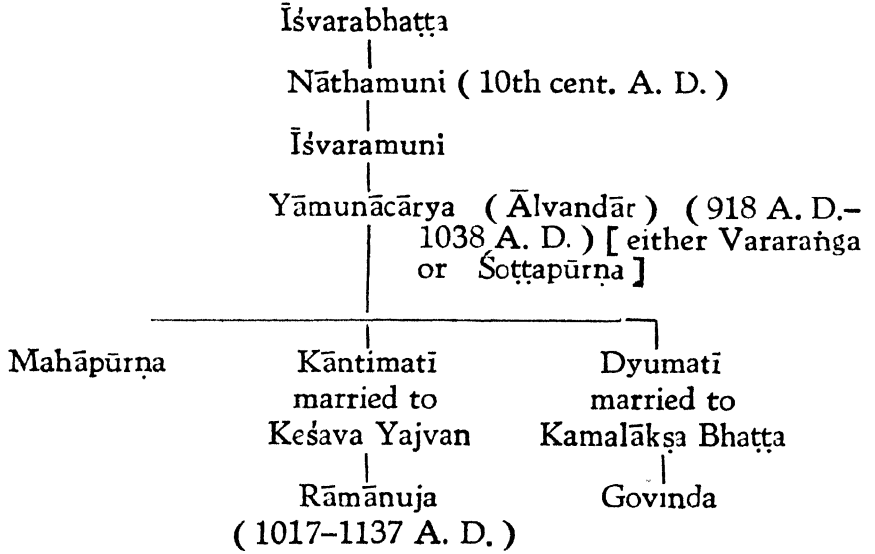 Īśvarabhaṭṭa
Nāthamuni ( 10th cent. A. D. )
Īśvaramuni
Yāmunācārya ( Ālvandār ) ( 918 A. D.–
1038 A. D. ) [ either Vararaṅga
or Śoṭṭapūrṇa ]
Mahāpūrṇa Kāntimatī Dyumatī
married to married to
Keśava Yajvan Kamalākṣa Bhaṭṭa
Rāmānuja Govinda
( 1017–1137 A. D. )